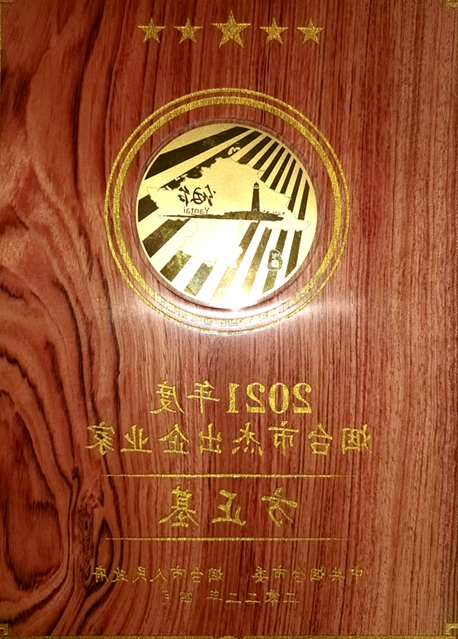 烟台
Yantai
2021年度
烟台市杰出企业家
方正基
中共烟台市委 烟台市人民政府
二零二二年四月